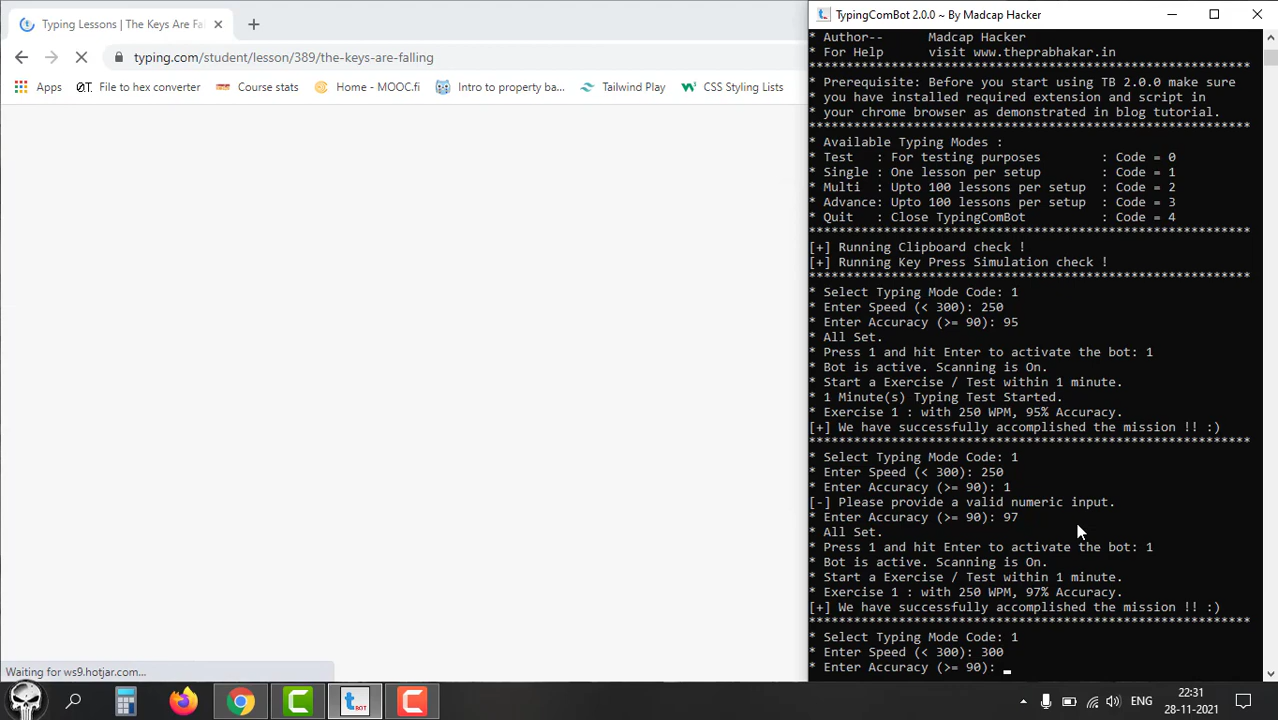 Typing Lessons | The Keys Are Fa
TypingComBot 2.0.0 ~ By Madcap Hacker
typing.com/student/lesson/389/the-keys-are-falling
Apps
File to hex converter
Course stats
Home - MOOC.fi
Intro to property ba...
Tailwind Play
CSS Styling Lists
* Author-- Madcap Hacker
* For Help visit www.theprabhakar.in
***********************************************************
* Prerequisite: Before you start using TB 2.0.0 make sure
* you have installed required extension and script in
* your chrome browser as demonstrated in blog tutorial.
***********************************************************
* Available Typing Modes :
* Test : For testing purposes : Code = 0
* Single : One lesson per setup : Code = 1
* Multi : Upto 100 lessons per setup : Code = 2
* Advance: Upto 100 lessons per setup : Code = 3
* Quit : Close TypingComBot : Code = 4
***********************************************************
[+] Running Clipboard check !
[+] Running Key Press Simulation check !
***********************************************************
* Select Typing Mode Code: 1
* Enter Speed (< 300): 250
* Enter Accuracy (>= 90): 95
* All Set.
* Press 1 and hit Enter to activate the bot: 1
* Bot is active. Scanning is On.
* Start a Exercise / Test within 1 minute.
* 1 Minute(s) Typing Test Started.
* Exercise 1 : with 250 WPM, 95% Accuracy.
[+] We have successfully accomplished the mission !! :)
***********************************************************
* Select Typing Mode Code: 1
* Enter Speed (< 300): 250
* Enter Accuracy (>= 90): 1
[-] Please provide a valid numeric input.
* Enter Accuracy (>= 90): 97
* All Set.
* Press 1 and hit Enter to activate the bot: 1
* Bot is active. Scanning is On.
* Start a Exercise / Test within 1 minute.
* Exercise 1 : with 250 WPM, 97% Accuracy.
[+] We have successfully accomplished the mission !! :)
***********************************************************
* Select Typing Mode Code: 1
* Enter Speed (< 300): 300
* Enter Accuracy (>= 90): _
Waiting for ws9.hotjar.com...
ENG
22:31
28-11-2021